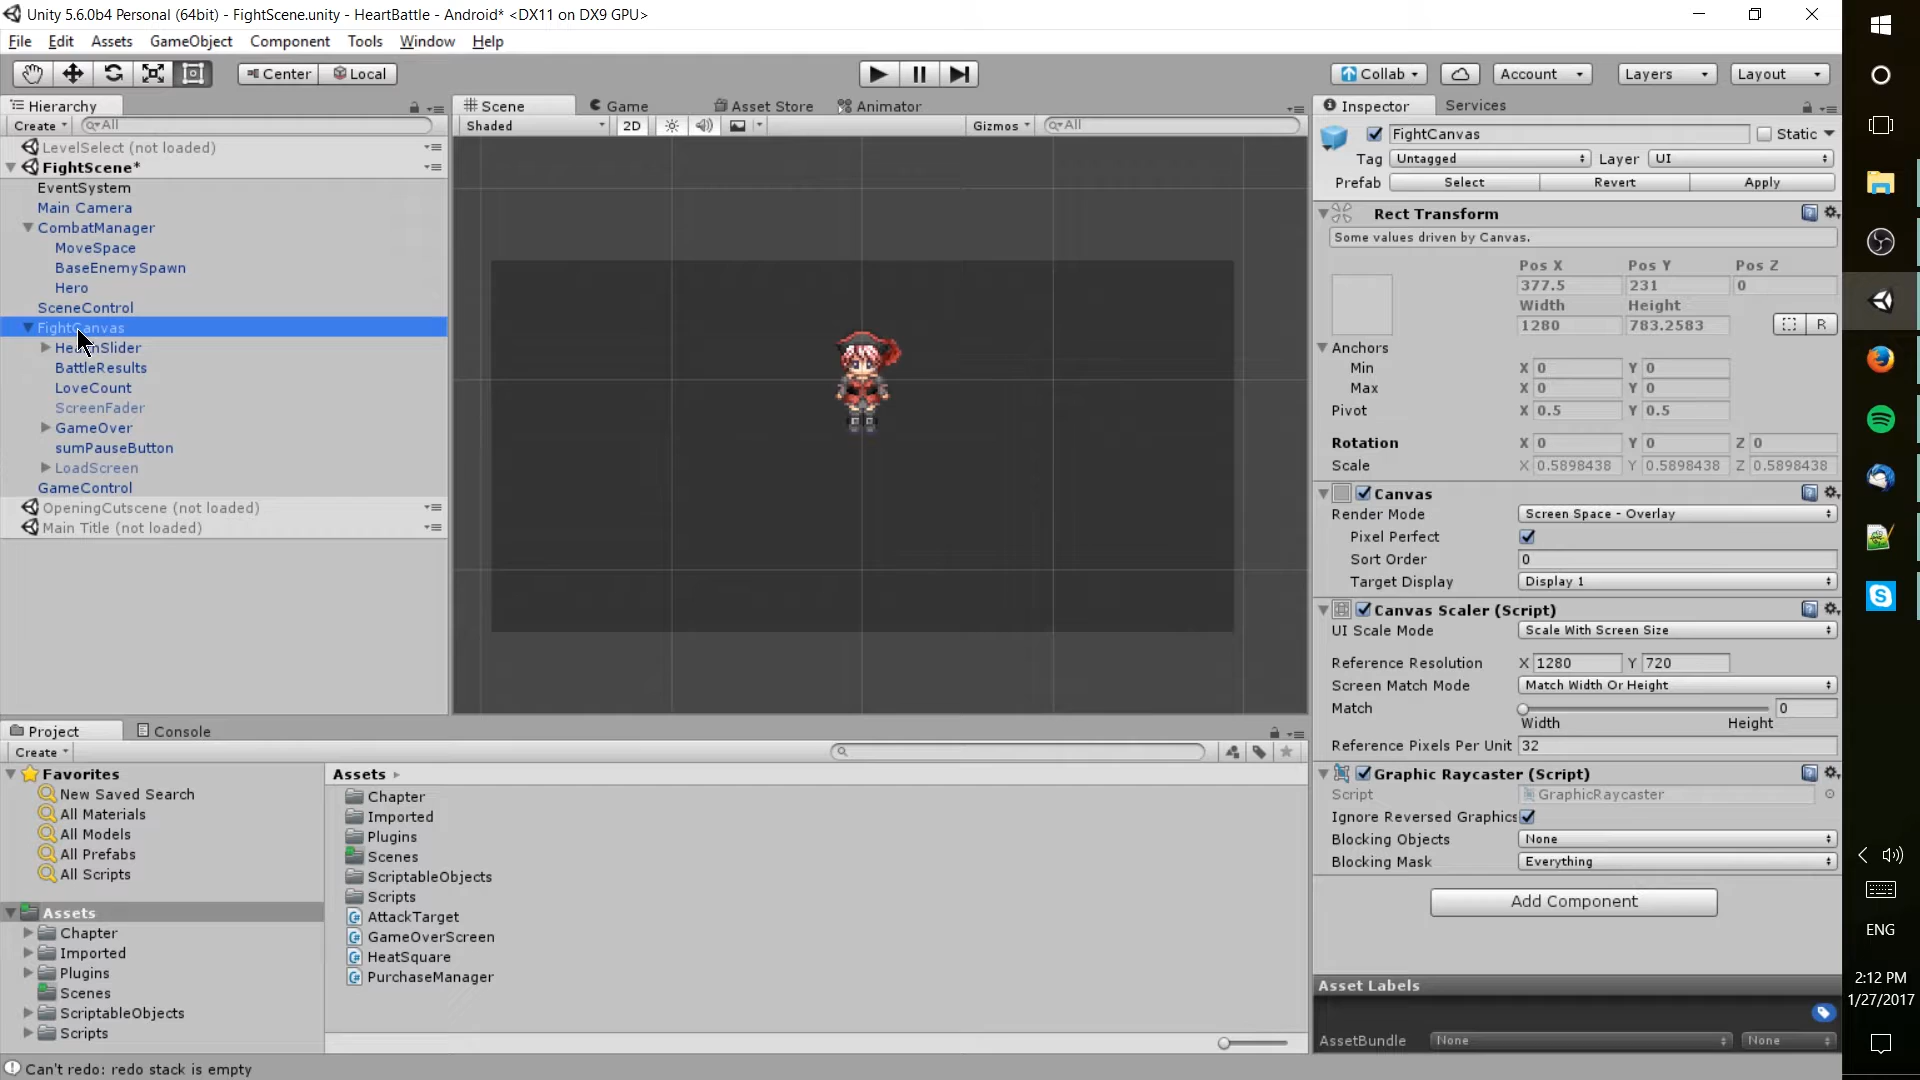 Unity 5.6.0b4 Personal (64bit) - FightScene.unity - HeartBattle - Android* <DX11 on DX9 GPU>
File Edit Assets GameObject Component Tools Window Help
Center Local Collab Account Layers Layout
Hierarchy
Create All
LevelSelect (not loaded)
FightScene*
EventSystem
Main Camera
CombatManager
MoveSpace
BaseEnemySpawn
Hero
SceneControl
FightCanvas
HealthSlider
BattleResults
LoveCount
ScreenFader
GameOver
sumPauseButton
LoadScreen
GameControl
OpeningCutscene (not loaded)
Main Title (not loaded)
Scene Game Asset Store Animator
Shaded 2D Gizmos All
Inspector Services
FightCanvas Static
Tag Untagged Layer UI
Prefab Select Revert Apply
Rect Transform
Some values driven by Canvas.
Pos X Pos Y Pos Z
377.5 231 0
Width Height
1280 783.2583 R
Anchors
Min X 0 Y 0
Max X 0 Y 0
Pivot X 0.5 Y 0.5
Rotation X 0 Y 0 Z 0
Scale X 0.5898438 Y 0.5898438 Z 0.5898438
Canvas
Render Mode Screen Space - Overlay
Pixel Perfect
Sort Order 0
Target Display Display 1
Canvas Scaler (Script)
UI Scale Mode Scale With Screen Size
Reference Resolution X 1280 Y 720
Screen Match Mode Match Width Or Height
Match 0
Width Height
Reference Pixels Per Unit 32
Graphic Raycaster (Script)
Script GraphicRaycaster
Ignore Reversed Graphics
Blocking Objects None
Blocking Mask Everything
Add Component
Asset Labels
AssetBundle None None
Project Console
Create
Favorites
New Saved Search
All Materials
All Models
All Prefabs
All Scripts
Assets
Chapter
Imported
Plugins
Scenes
ScriptableObjects
Scripts
Assets
Chapter
Imported
Plugins
Scenes
ScriptableObjects
Scripts
AttackTarget
GameOverScreen
HeatSquare
PurchaseManager
Can't redo: redo stack is empty
ENG
2:12 PM
1/27/2017